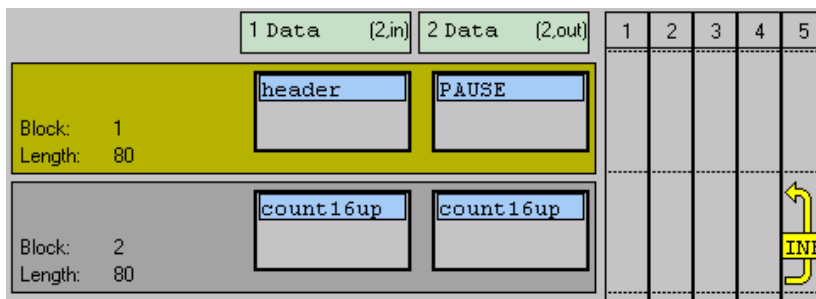 1 Data (2,in) 2 Data (2,out) 1 2 3 4 5
header PAUSE
Block: 1
Length: 80
count16up count16up
Block: 2
Length: 80